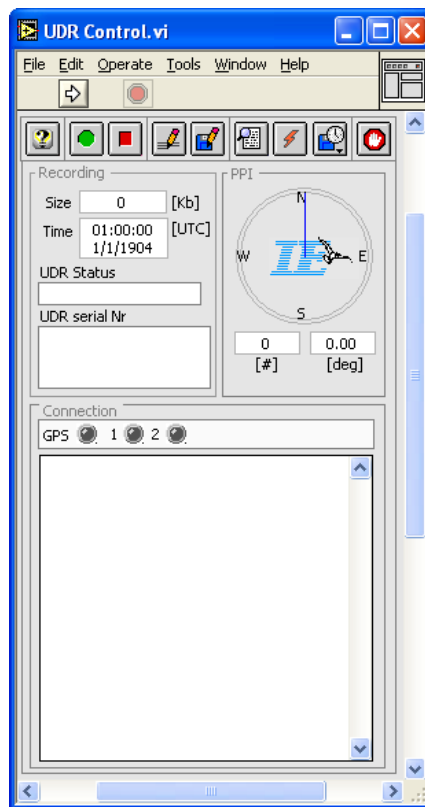 UDR Control.vi
File Edit Operate Tools Window Help
Recording
Size 0 [Kb]
Time 01:00:00 [UTC]
1/1/1904
UDR Status
UDR serial Nr
PPI
N
W IE E
S
0 0.00
[#] [deg]
Connection
GPS 1 2